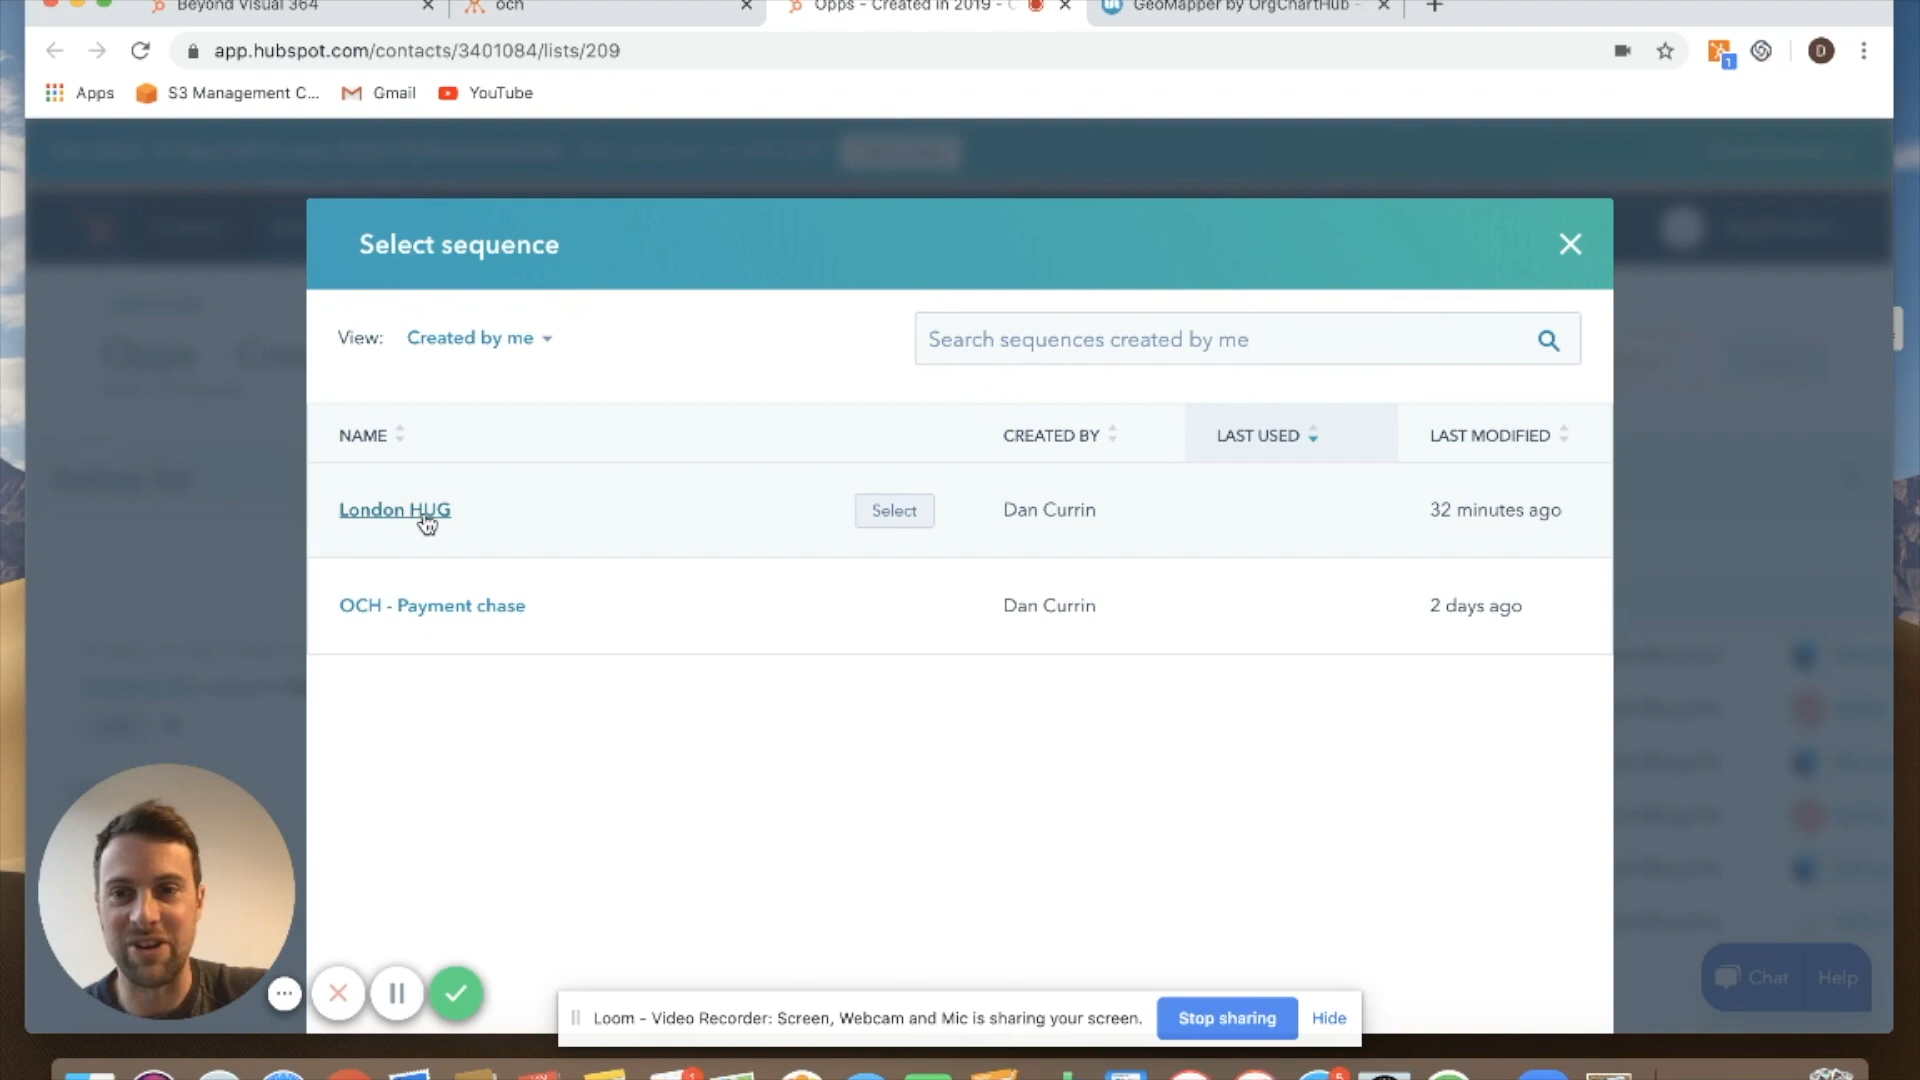 Beyond Visual 364
och
Opps - Created in 2019 - C
GeoMapper by OrgChartHub -
app.hubspot.com/contacts/3401084/lists/209
1
D
Apps
S3 Management C...
Gmail
YouTube
Select sequence
View: Created by me
Search sequences created by me
NAME
CREATED BY
LAST USED
LAST MODIFIED
London HUG
Select
Dan Currin
32 minutes ago
OCH - Payment chase
Dan Currin
2 days ago
Chat
Help
Loom - Video Recorder: Screen, Webcam and Mic is sharing your screen.
Stop sharing
Hide
1
5